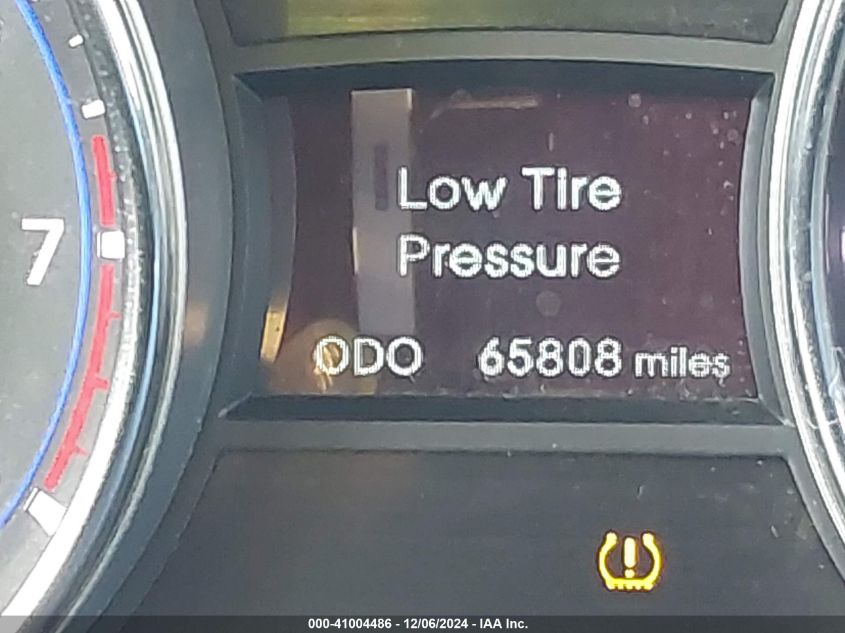 Low Tire
Pressure
ODO 65808 miles
7
000-41004486 - 12/06/2024 - IAA Inc.